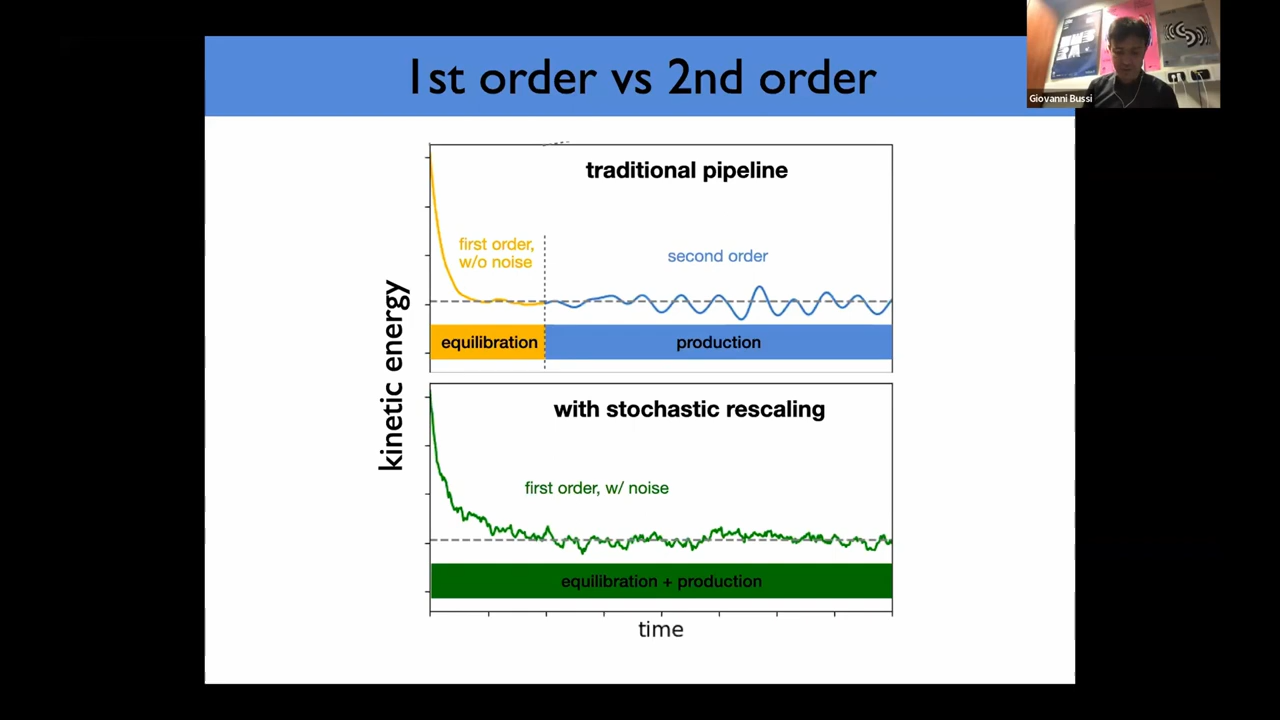 1st order vs 2nd order
Giovanni Bussi
traditional pipeline
first order,
w/o noise
second order
equilibration
production
kinetic energy
with stochastic rescaling
first order, w/ noise
equilibration + production
time